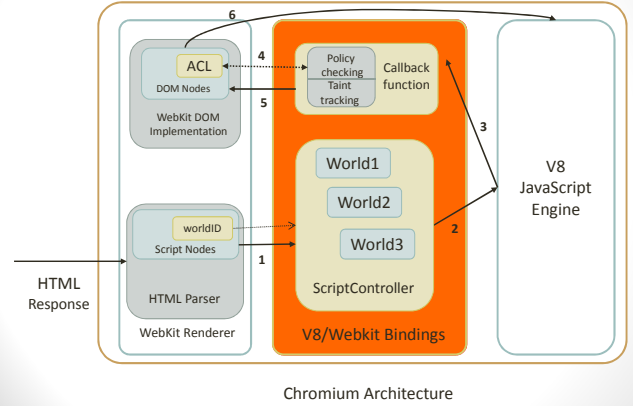 6
ACL
DOM Nodes
WebKit DOM
Implementation
4
5
Policy
checking
Taint
tracking
Callback
function
3
V8
JavaScript
Engine
World1
World2
World3
ScriptController
2
worldID
Script Nodes
1
HTML Parser
HTML
Response
WebKit Renderer
V8/Webkit Bindings
Chromium Architecture